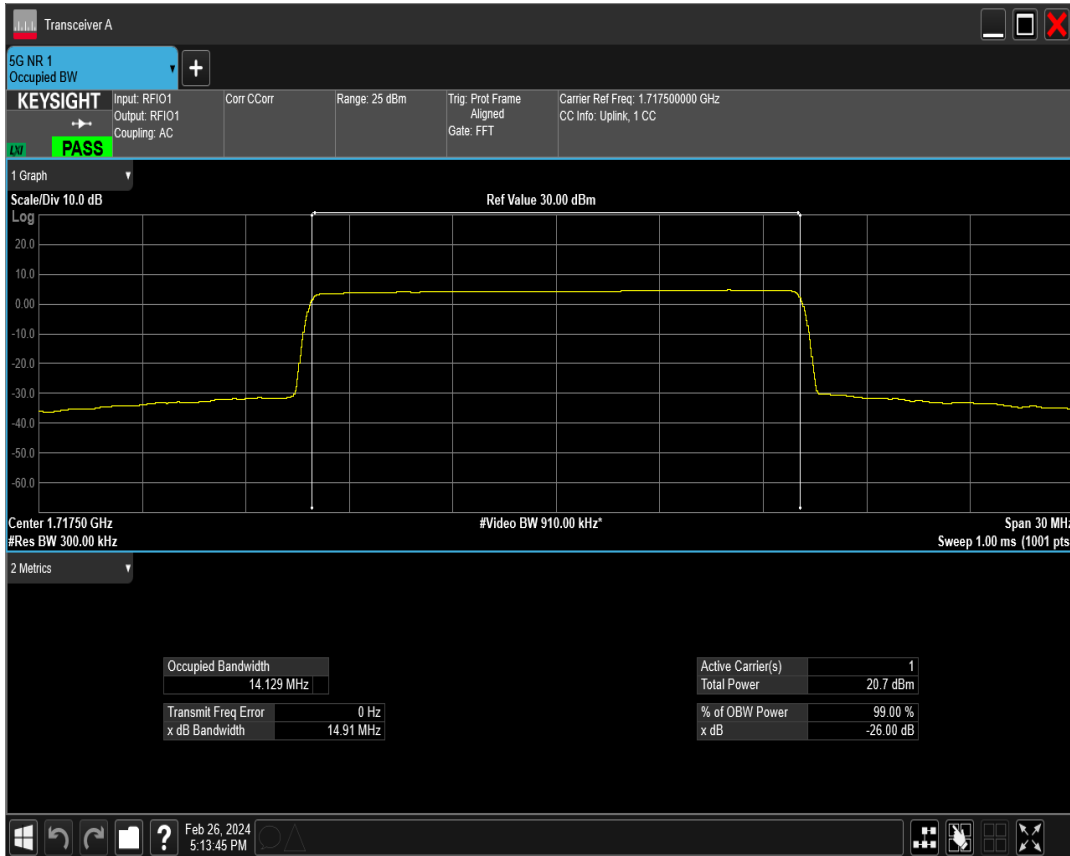 Transceiver A
5G NR 1
Occupied BW
+
KEYSIGHT
LXI
PASS
Input: RFIO1
Output: RFIO1
Coupling: AC
Corr CCorr
Range: 25 dBm
Trig: Prot Frame
Aligned
Gate: FFT
Carrier Ref Freq: 1.717500000 GHz
CC Info: Uplink, 1 CC
1 Graph
Scale/Div 10.0 dB
Ref Value 30.00 dBm
Log
20.0
10.0
0.00
-10.0
-20.0
-30.0
-40.0
-50.0
-60.0
Center 1.71750 GHz
#Video BW 910.00 kHz*
Span 30 MHz
#Res BW 300.00 kHz
Sweep 1.00 ms (1001 pts
2 Metrics
Occupied Bandwidth
14.129 MHz
Transmit Freq Error 0 Hz
x dB Bandwidth 14.91 MHz
Active Carrier(s) 1
Total Power 20.7 dBm
% of OBW Power 99.00 %
x dB -26.00 dB
?
Feb 26, 2024
5:13:45 PM